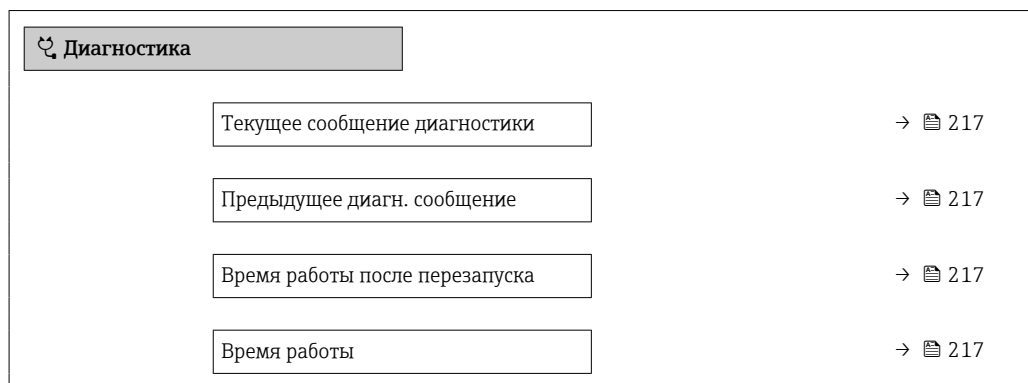 Диагностика
Текущее сообщение диагностики → 217
Предыдущее диагн. сообщение → 217
Время работы после перезапуска → 217
Время работы → 217